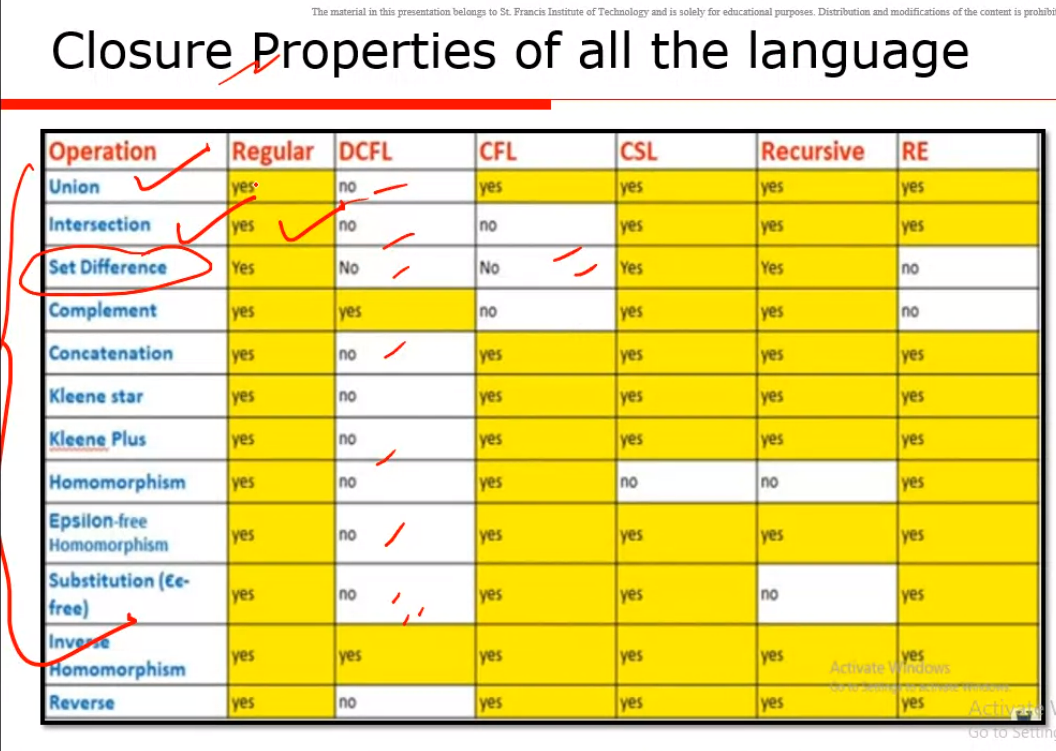 The material in this presentation belongs to St. Francis Institute of Technology and is solely for educational purposes. Distribution and modifications of the content is prohibi
Closure Properties of all the language
Operation Regular DCFL CFL CSL Recursive RE
Union yes no yes yes yes yes
Intersection yes no no yes yes yes
Set Difference Yes No No Yes Yes no
Complement yes yes no yes yes no
Concatenation yes no yes yes yes yes
Kleene star yes no yes yes yes yes
Kleene Plus yes no yes yes yes yes
Homomorphism yes no yes no no yes
Epsilon-free
Homomorphism yes no yes yes yes yes
Substitution (€ϵ-
free) yes no yes yes no yes
Inverse
Homomorphism yes yes yes yes yes yes
Reverse yes no yes yes yes yes
Activate Windows
Go to Settings to activate Windows.
Activate W
Go to Setting